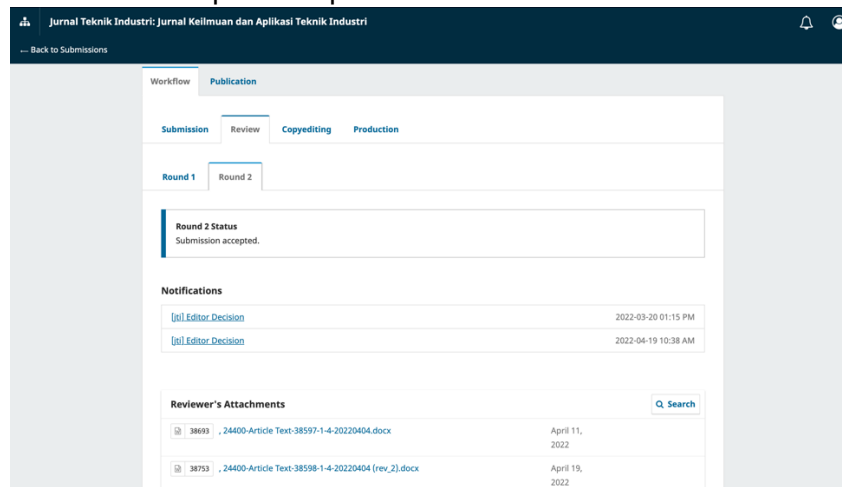 Jurnal Teknik Industri: Jurnal Keilmuan dan Aplikasi Teknik Industri
← Back to Submissions
Workflow Publication
Submission Review Copyediting Production
Round 1 Round 2
Round 2 Status
Submission accepted.
Notifications
[jti] Editor Decision 2022-03-20 01:15 PM
[jti] Editor Decision 2022-04-19 10:38 AM
Reviewer's Attachments Search
38693 , 24400-Article Text-38597-1-4-20220404.docx April 11,
2022
38753 , 24400-Article Text-38598-1-4-20220404 (rev_2).docx April 19,
2022